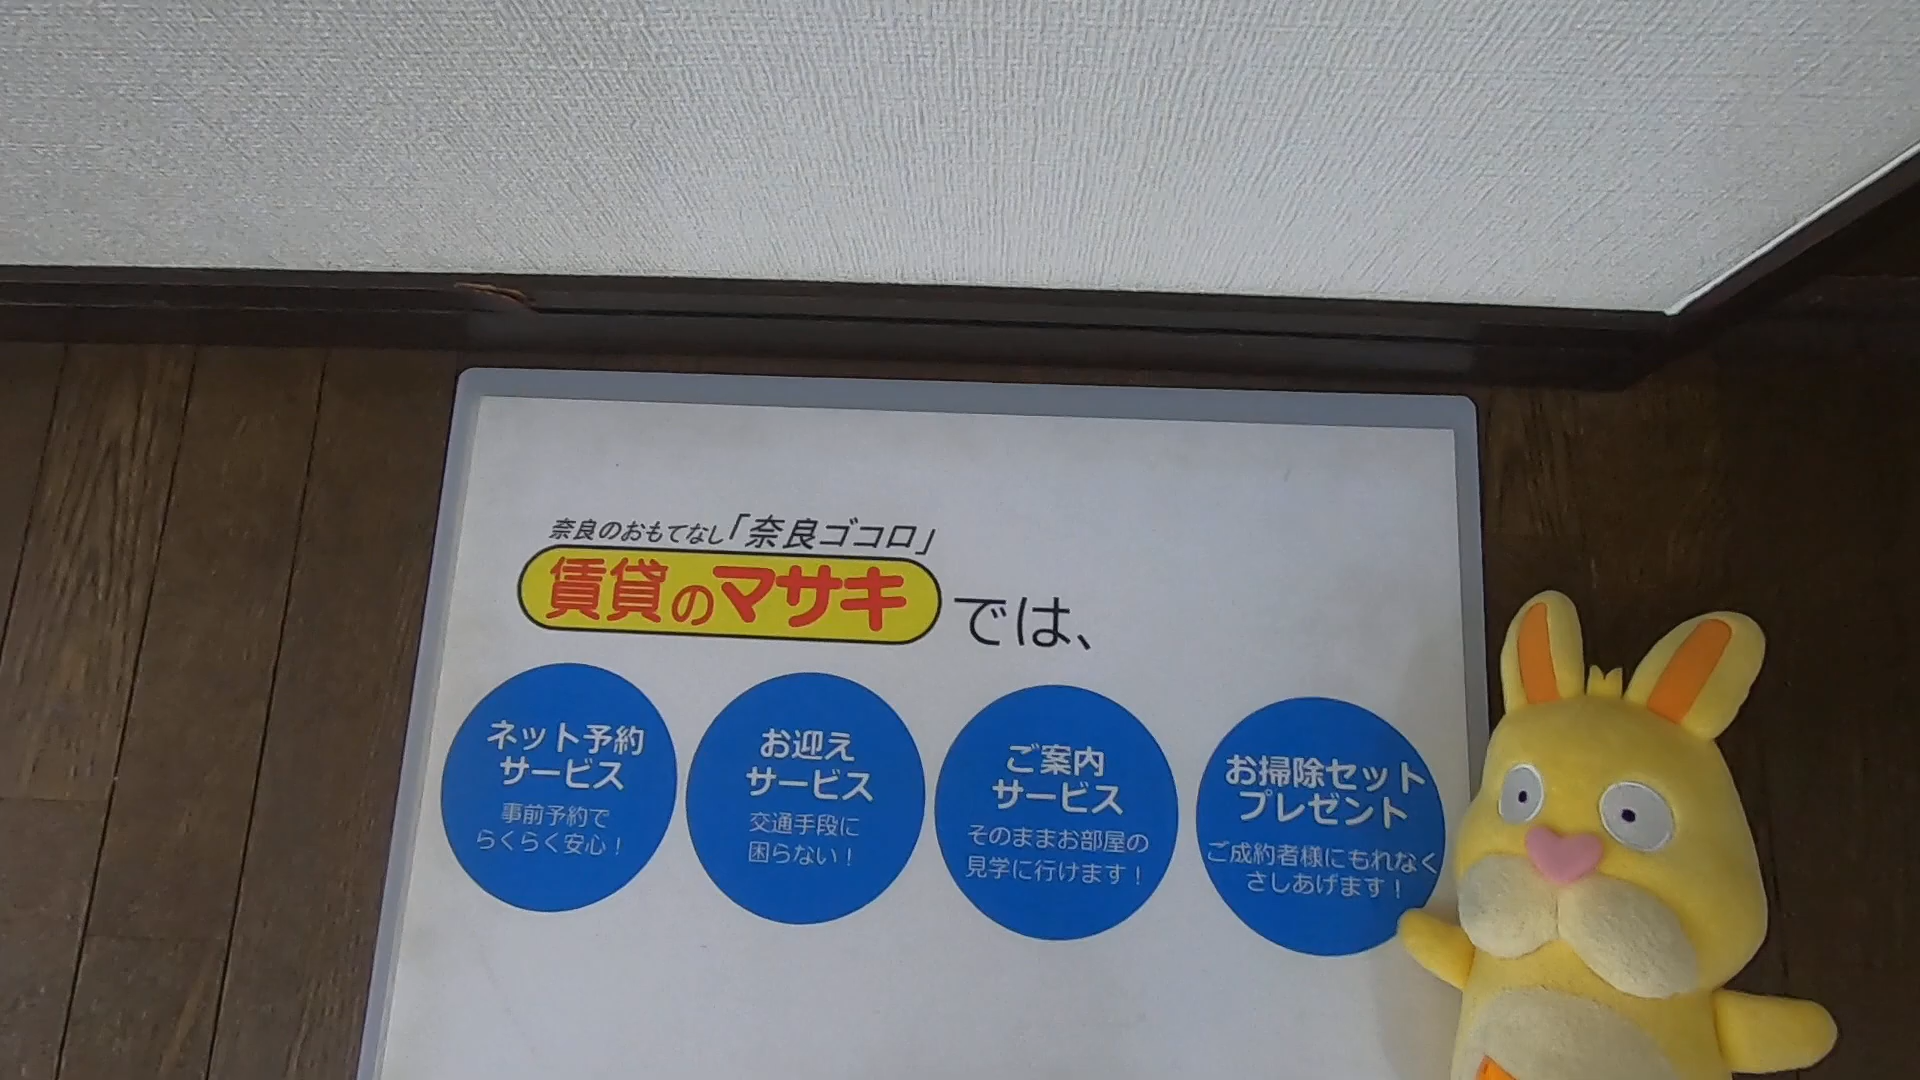 奈良のおもてなし「奈良ゴコロ」
賃貸のマサキでは、
ネット予約
サービス
事前予約で
らくらく安心！
お迎え
サービス
交通手段に
困らない！
ご案内
サービス
そのままお部屋の
見学に行けます！
お掃除セット
プレゼント
ご成約者様にもれなく
さしあげます！